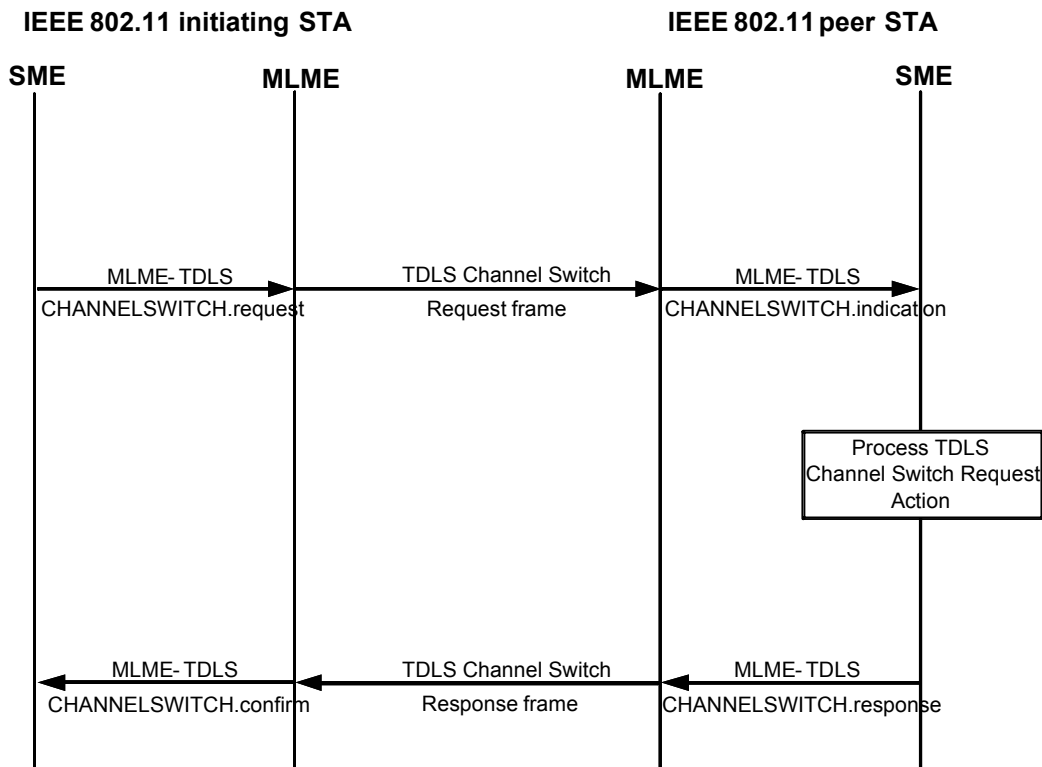 IEEE 802.11 initiating STA
IEEE 802.11 peer STA
SME
MLME
MLME
SME
MLME- TDLS
CHANNELSWITCH.request
TDLS Channel Switch
Request frame
MLME- TDLS
CHANNELSWITCH.indication
Process TDLS
Channel Switch Request
Action
MLME- TDLS
CHANNELSWITCH.confirm
TDLS Channel Switch
Response frame
MLME- TDLS
CHANNELSWITCH.response